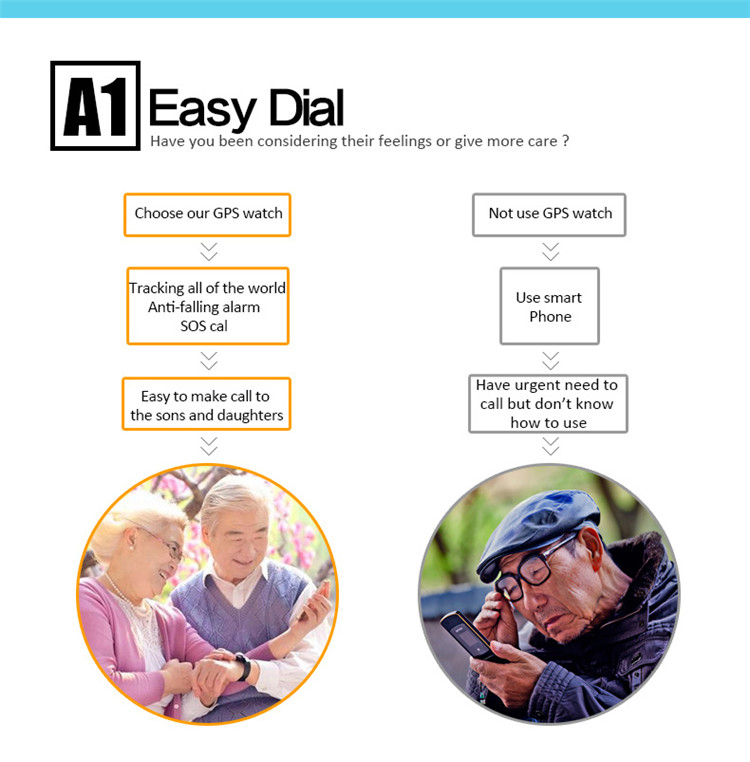 A1 Easy Dial
Have you been considering their feelings or give more care ?
Choose our GPS watch
Tracking all of the world
Anti-falling alarm
SOS cal
Easy to make call to
the sons and daughters
Not use GPS watch
Use smart
Phone
Have urgent need to
call but don’t know
how to use